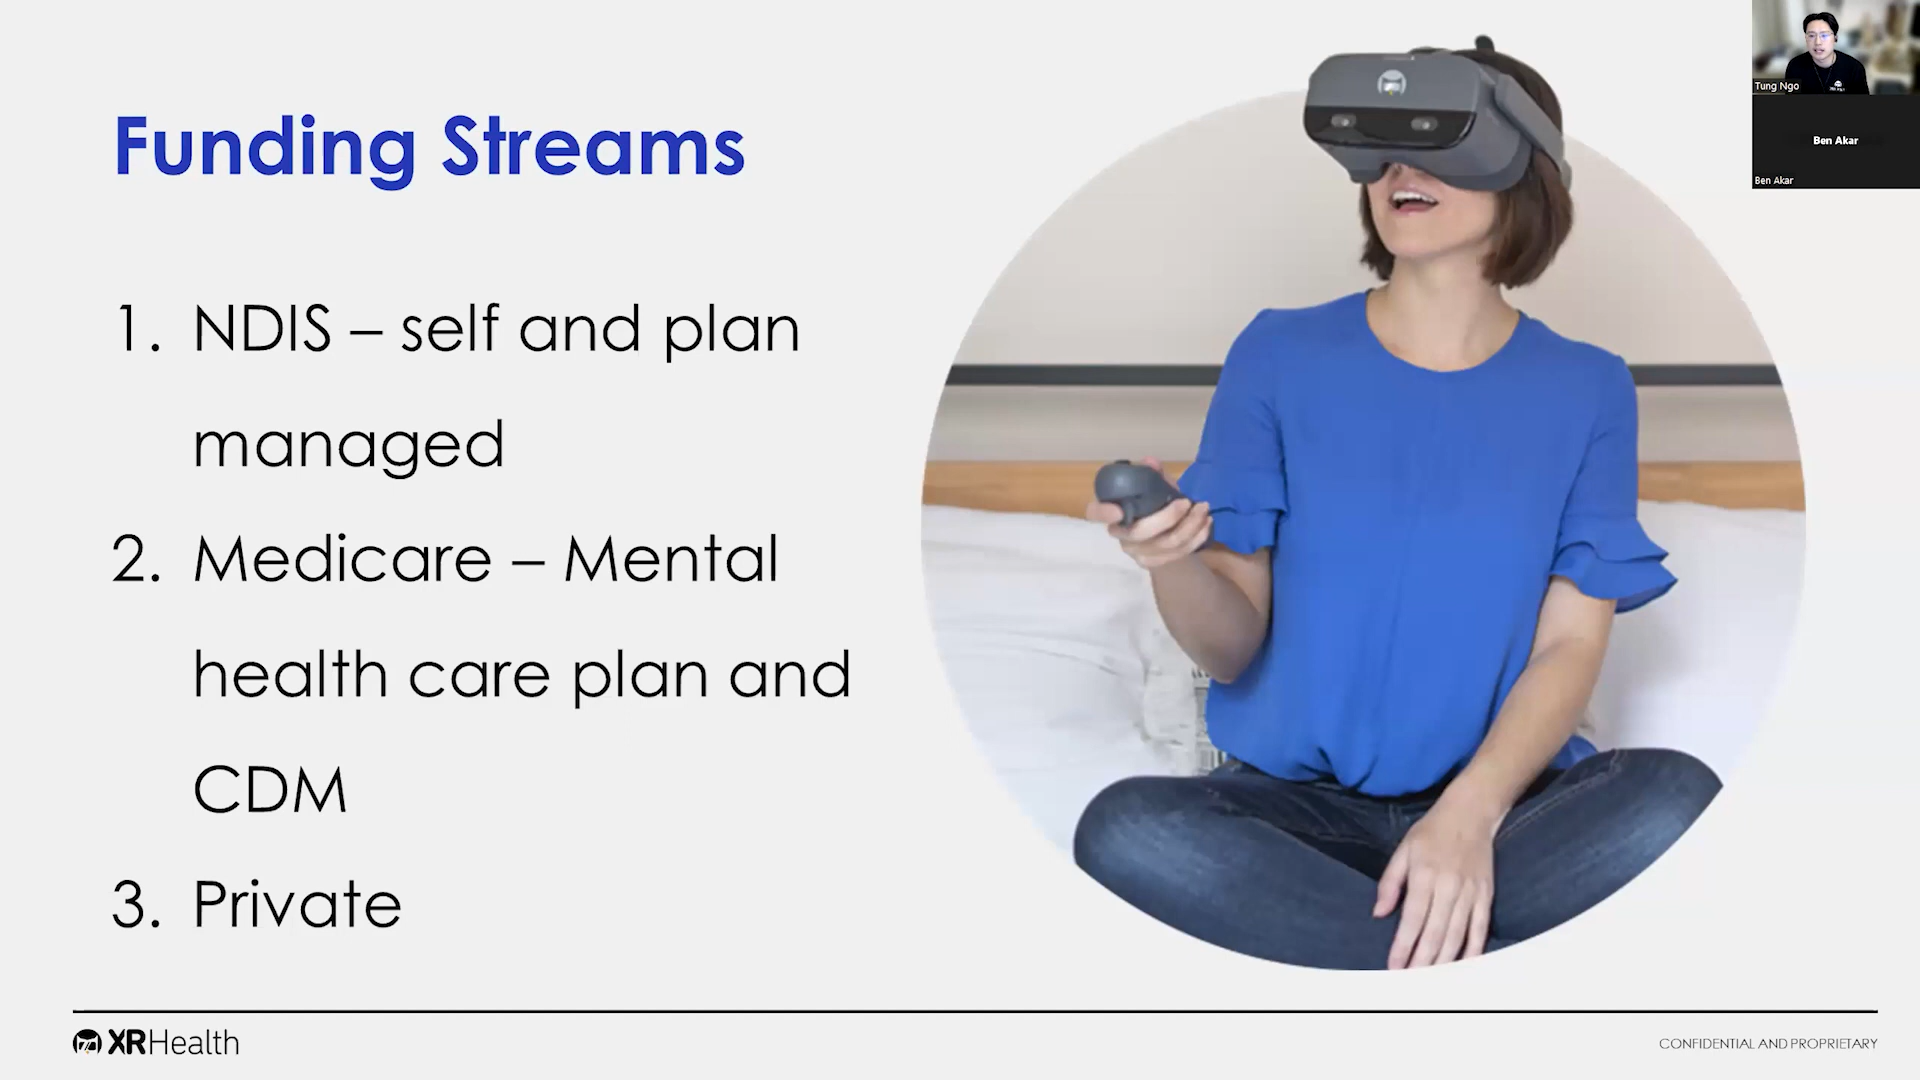 Funding Streams
1. NDIS – self and plan
managed
2. Medicare – Mental
health care plan and
CDM
3. Private
XRHealth
CONFIDENTIAL AND PROPRIETARY
Tung Ngo
Ben Akar
Ben Akar